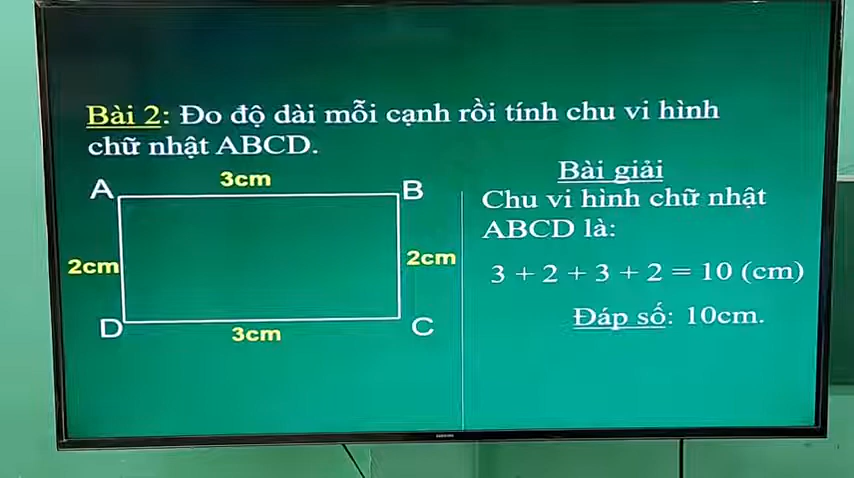 Bài 2: Đo độ dài mỗi cạnh rồi tính chu vi hình
chữ nhật ABCD.
A 3cm B
2cm 2cm
D 3cm C
Bài giải
Chu vi hình chữ nhật
ABCD là:
3 + 2 + 3 + 2 = 10 (cm)
Đáp số: 10cm.
SAMSUNG